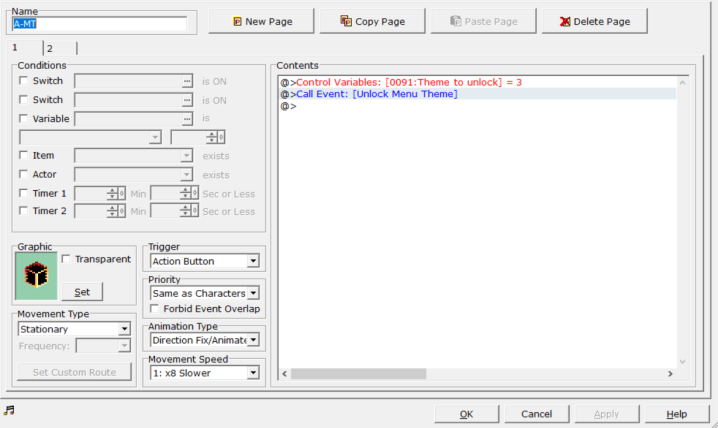 Name
A-MT
New Page
Copy Page
Paste Page
Delete Page
1
2
Conditions
Switch ... is ON
Switch ... is ON
Variable ... is
Item exists
Actor exists
Timer 1 0 Min 0 Sec or Less
Timer 2 0 Min 0 Sec or Less
Graphic
Transparent
Set
Movement Type
Stationary
Frequency:
Set Custom Route
Trigger
Action Button
Priority
Same as Characters
Forbid Event Overlap
Animation Type
Direction Fix/Animate
Movement Speed
1: x8 Slower
Contents
@>Control Variables: [0091:Theme to unlock] = 3
@>Call Event: [Unlock Menu Theme]
@>
OK
Cancel
Apply
Help